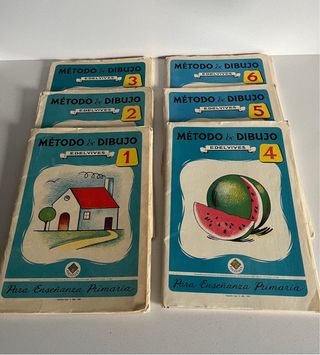 MÉTODO de DIBUJO
EDELVIVES
3
MÉTODO de DIBUJO
EDELVIVES
6
MÉTODO de DIBUJO
EDELVIVES
2
MÉTODO de DIBUJO
EDELVIVES
5
MÉTODO de DIBUJO
EDELVIVES
1
Para Enseñanza Primaria
MÉTODO de DIBUJO
EDELVIVES
4
Para Enseñanza Primaria